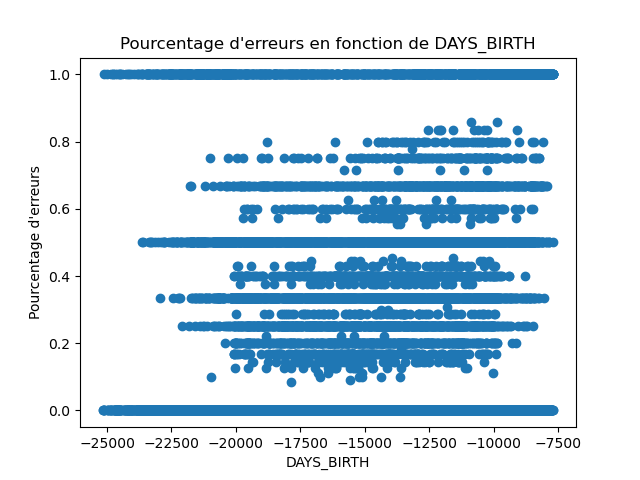 Pourcentage d'erreurs en fonction de DAYS_BIRTH
1.0
0.8
0.6
0.4
0.2
0.0
Pourcentage d'erreurs
−25000 −22500 −20000 −17500 −15000 −12500 −10000 −7500
DAYS_BIRTH